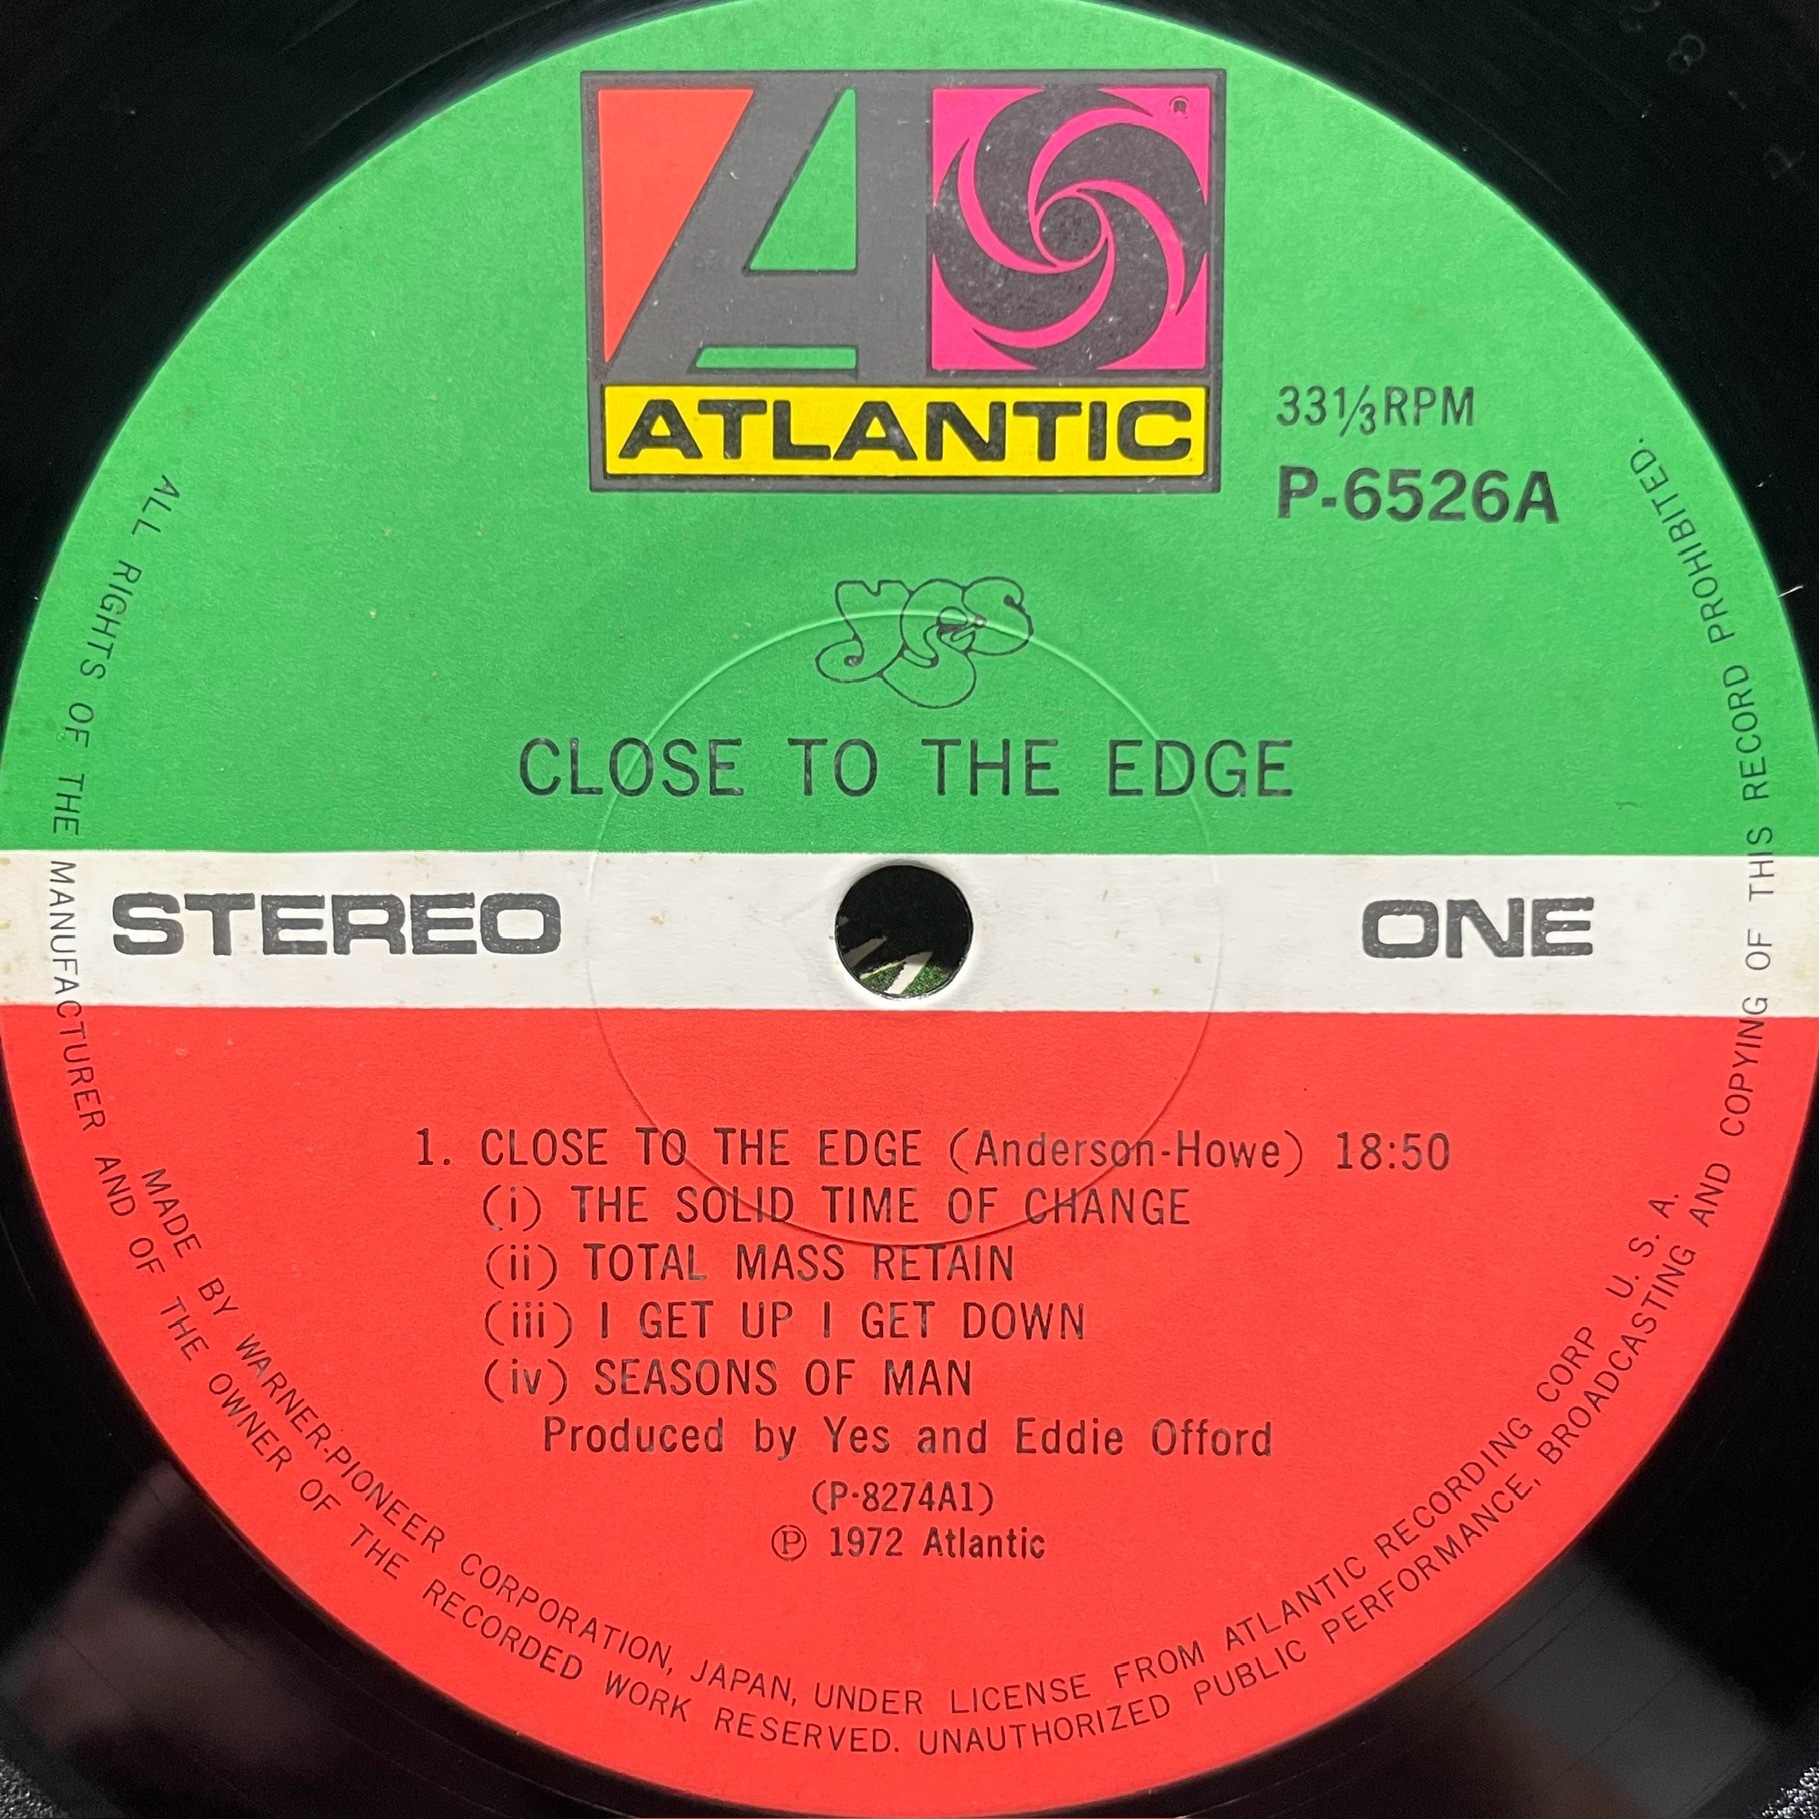 ®
ATLANTIC
33⅓RPM
P-6526A
yes
CLOSE TO THE EDGE
STEREO
ONE
1. CLOSE TO THE EDGE (Anderson-Howe) 18:50
(i) THE SOLID TIME OF CHANGE
(ii) TOTAL MASS RETAIN
(iii) I GET UP I GET DOWN
(iv) SEASONS OF MAN
Produced by Yes and Eddie Offord
(P-8274A1)
℗ 1972 Atlantic
MADE BY WARNER-PIONEER CORPORATION, JAPAN, UNDER LICENSE FROM ATLANTIC RECORDING CORP U. S. A.
ALL RIGHTS OF THE MANUFACTURER AND OF THE OWNER OF THE RECORDED WORK RESERVED. UNAUTHORIZED PUBLIC PERFORMANCE, BROADCASTING AND COPYING OF THIS RECORD PROHIBITED.